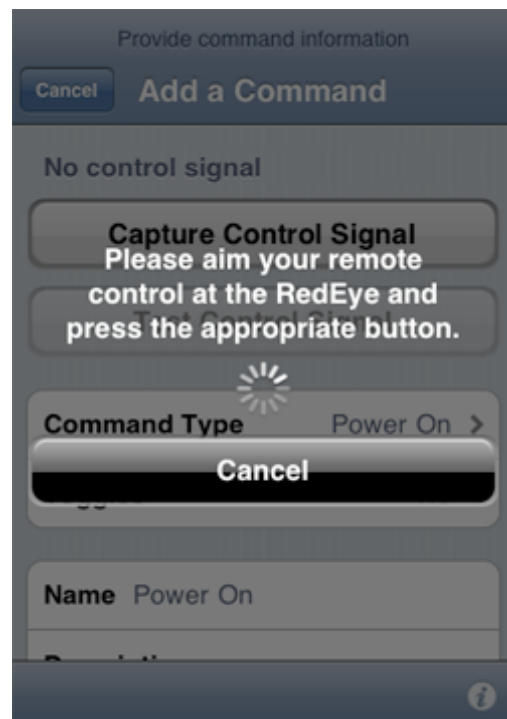 Provide command information
Cancel
Add a Command
No control signal
Capture Control Signal
Please aim your remote
control at the RedEye and
press the appropriate button.
Command Type Power On
Cancel
Name Power On